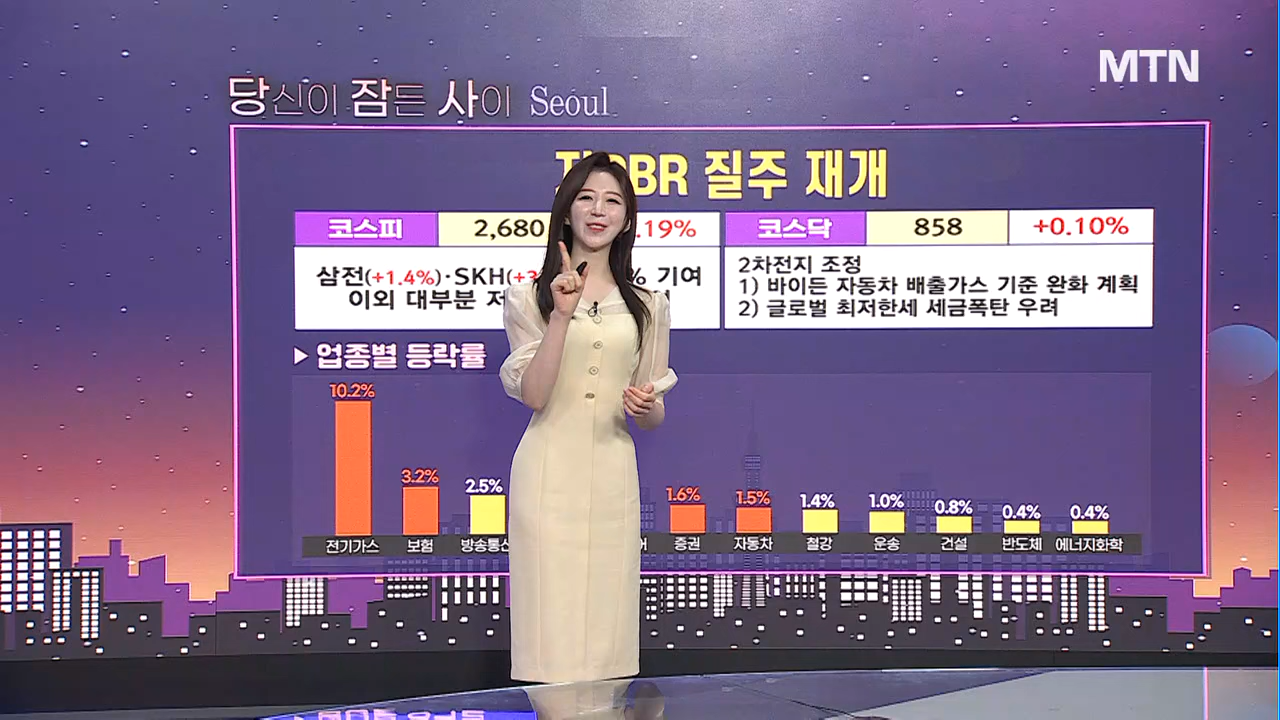 MTN
당신이 잠든 사이 Seoul
질주 재개
코스피 2,680 .19% 코스닥 858 +0.10%
삼전(+1.4%)·SKH(+3 % 기여
이외 대부분
2차전지 조정
1) 바이든 자동차 배출가스 기준 완화 계획
2) 글로벌 최저한세 세금폭탄 우려
▶ 업종별 등락률
10.2% 3.2% 2.5% 1.6% 1.5% 1.4% 1.0% 0.8% 0.4% 0.4%
전기가스 보험 방송통신 증권 자동차 철강 운송 건설 반도체 에너지화학